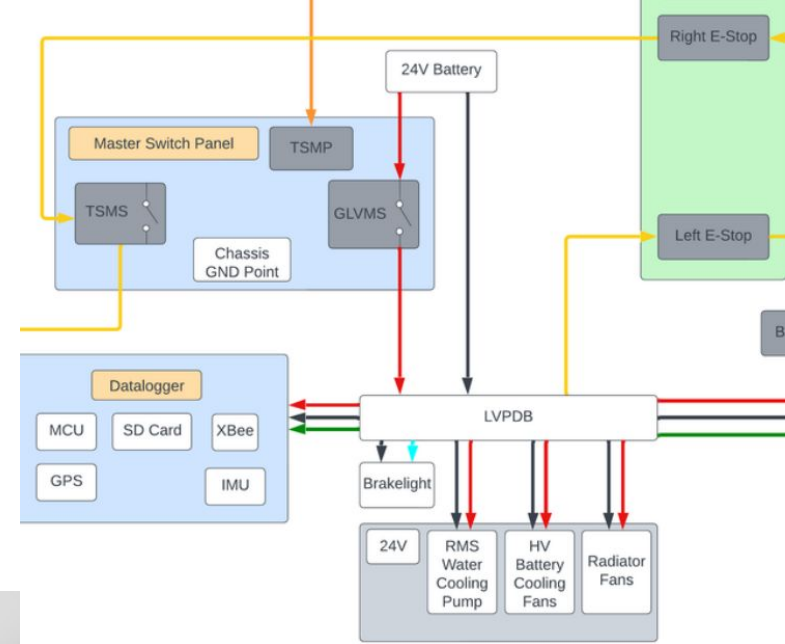 Right E-Stop
24V Battery
Master Switch Panel
TSMP
TSMS
GLVMS
Chassis
GND Point
Left E-Stop
B
Datalogger
MCU
SD Card
XBee
GPS
IMU
LVPDB
Brakelight
24V
RMS
Water
Cooling
Pump
HV
Battery
Cooling
Fans
Radiator
Fans